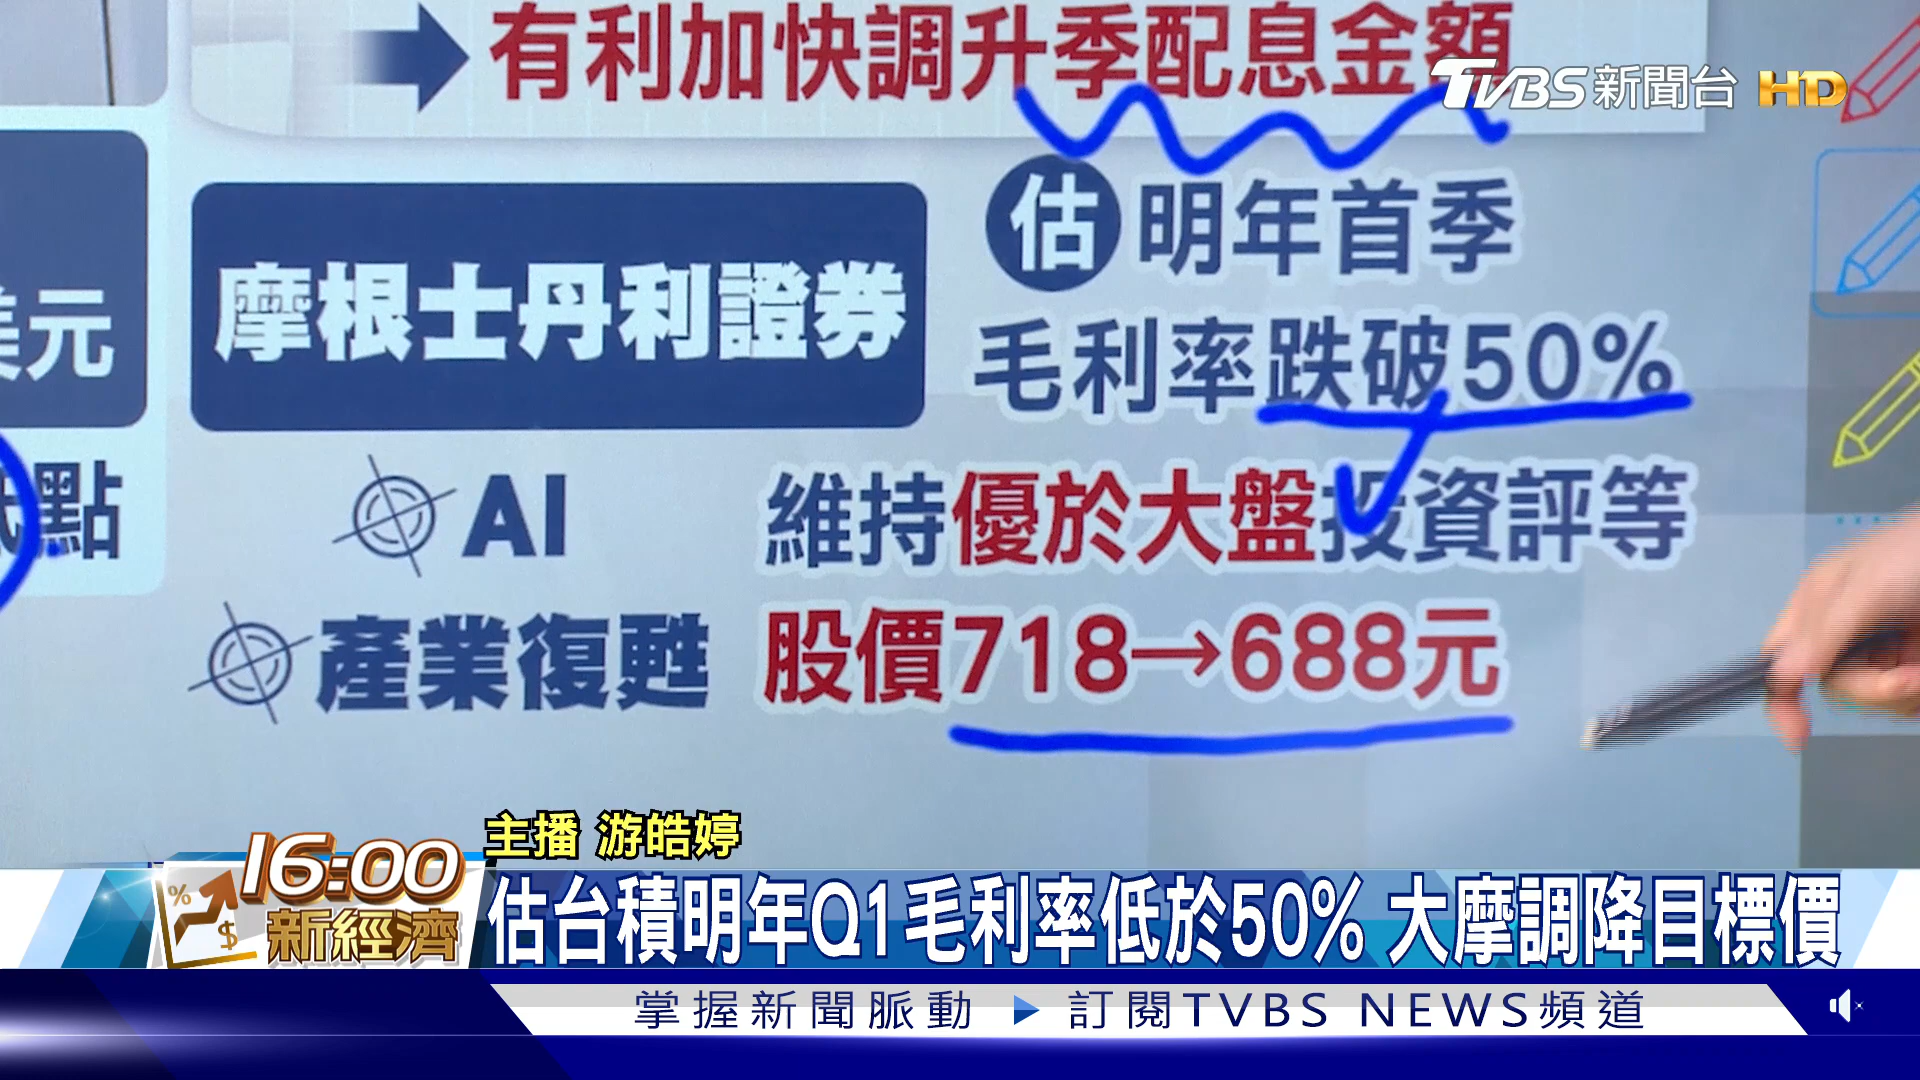 有利加快調升季配息金額
TVBS新聞台 HD
估 明年首季
摩根士丹利證券
毛利率跌破50%
美元
低點
AI
維持優於大盤投資評等
產業復甦
股價718→688元
主播 游皓婷
16:00
新經濟
% $
估台積明年Q1毛利率低於50% 大摩調降目標價
掌握新聞脈動 ▶ 訂閱TVBS NEWS頻道